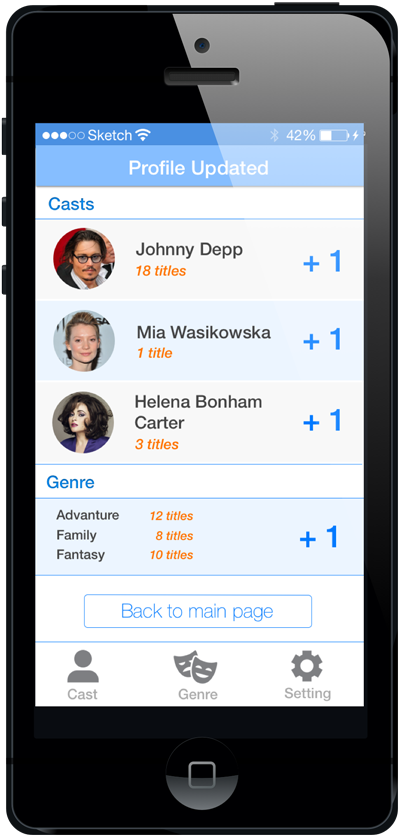 Sketch 42%
Profile Updated
Casts
Johnny Depp
18 titles
+ 1
Mia Wasikowska
1 title
+ 1
Helena Bonham
Carter
3 titles
+ 1
Genre
Advanture 12 titles
Family 8 titles
Fantasy 10 titles
+ 1
Back to main page
Cast Genre Setting